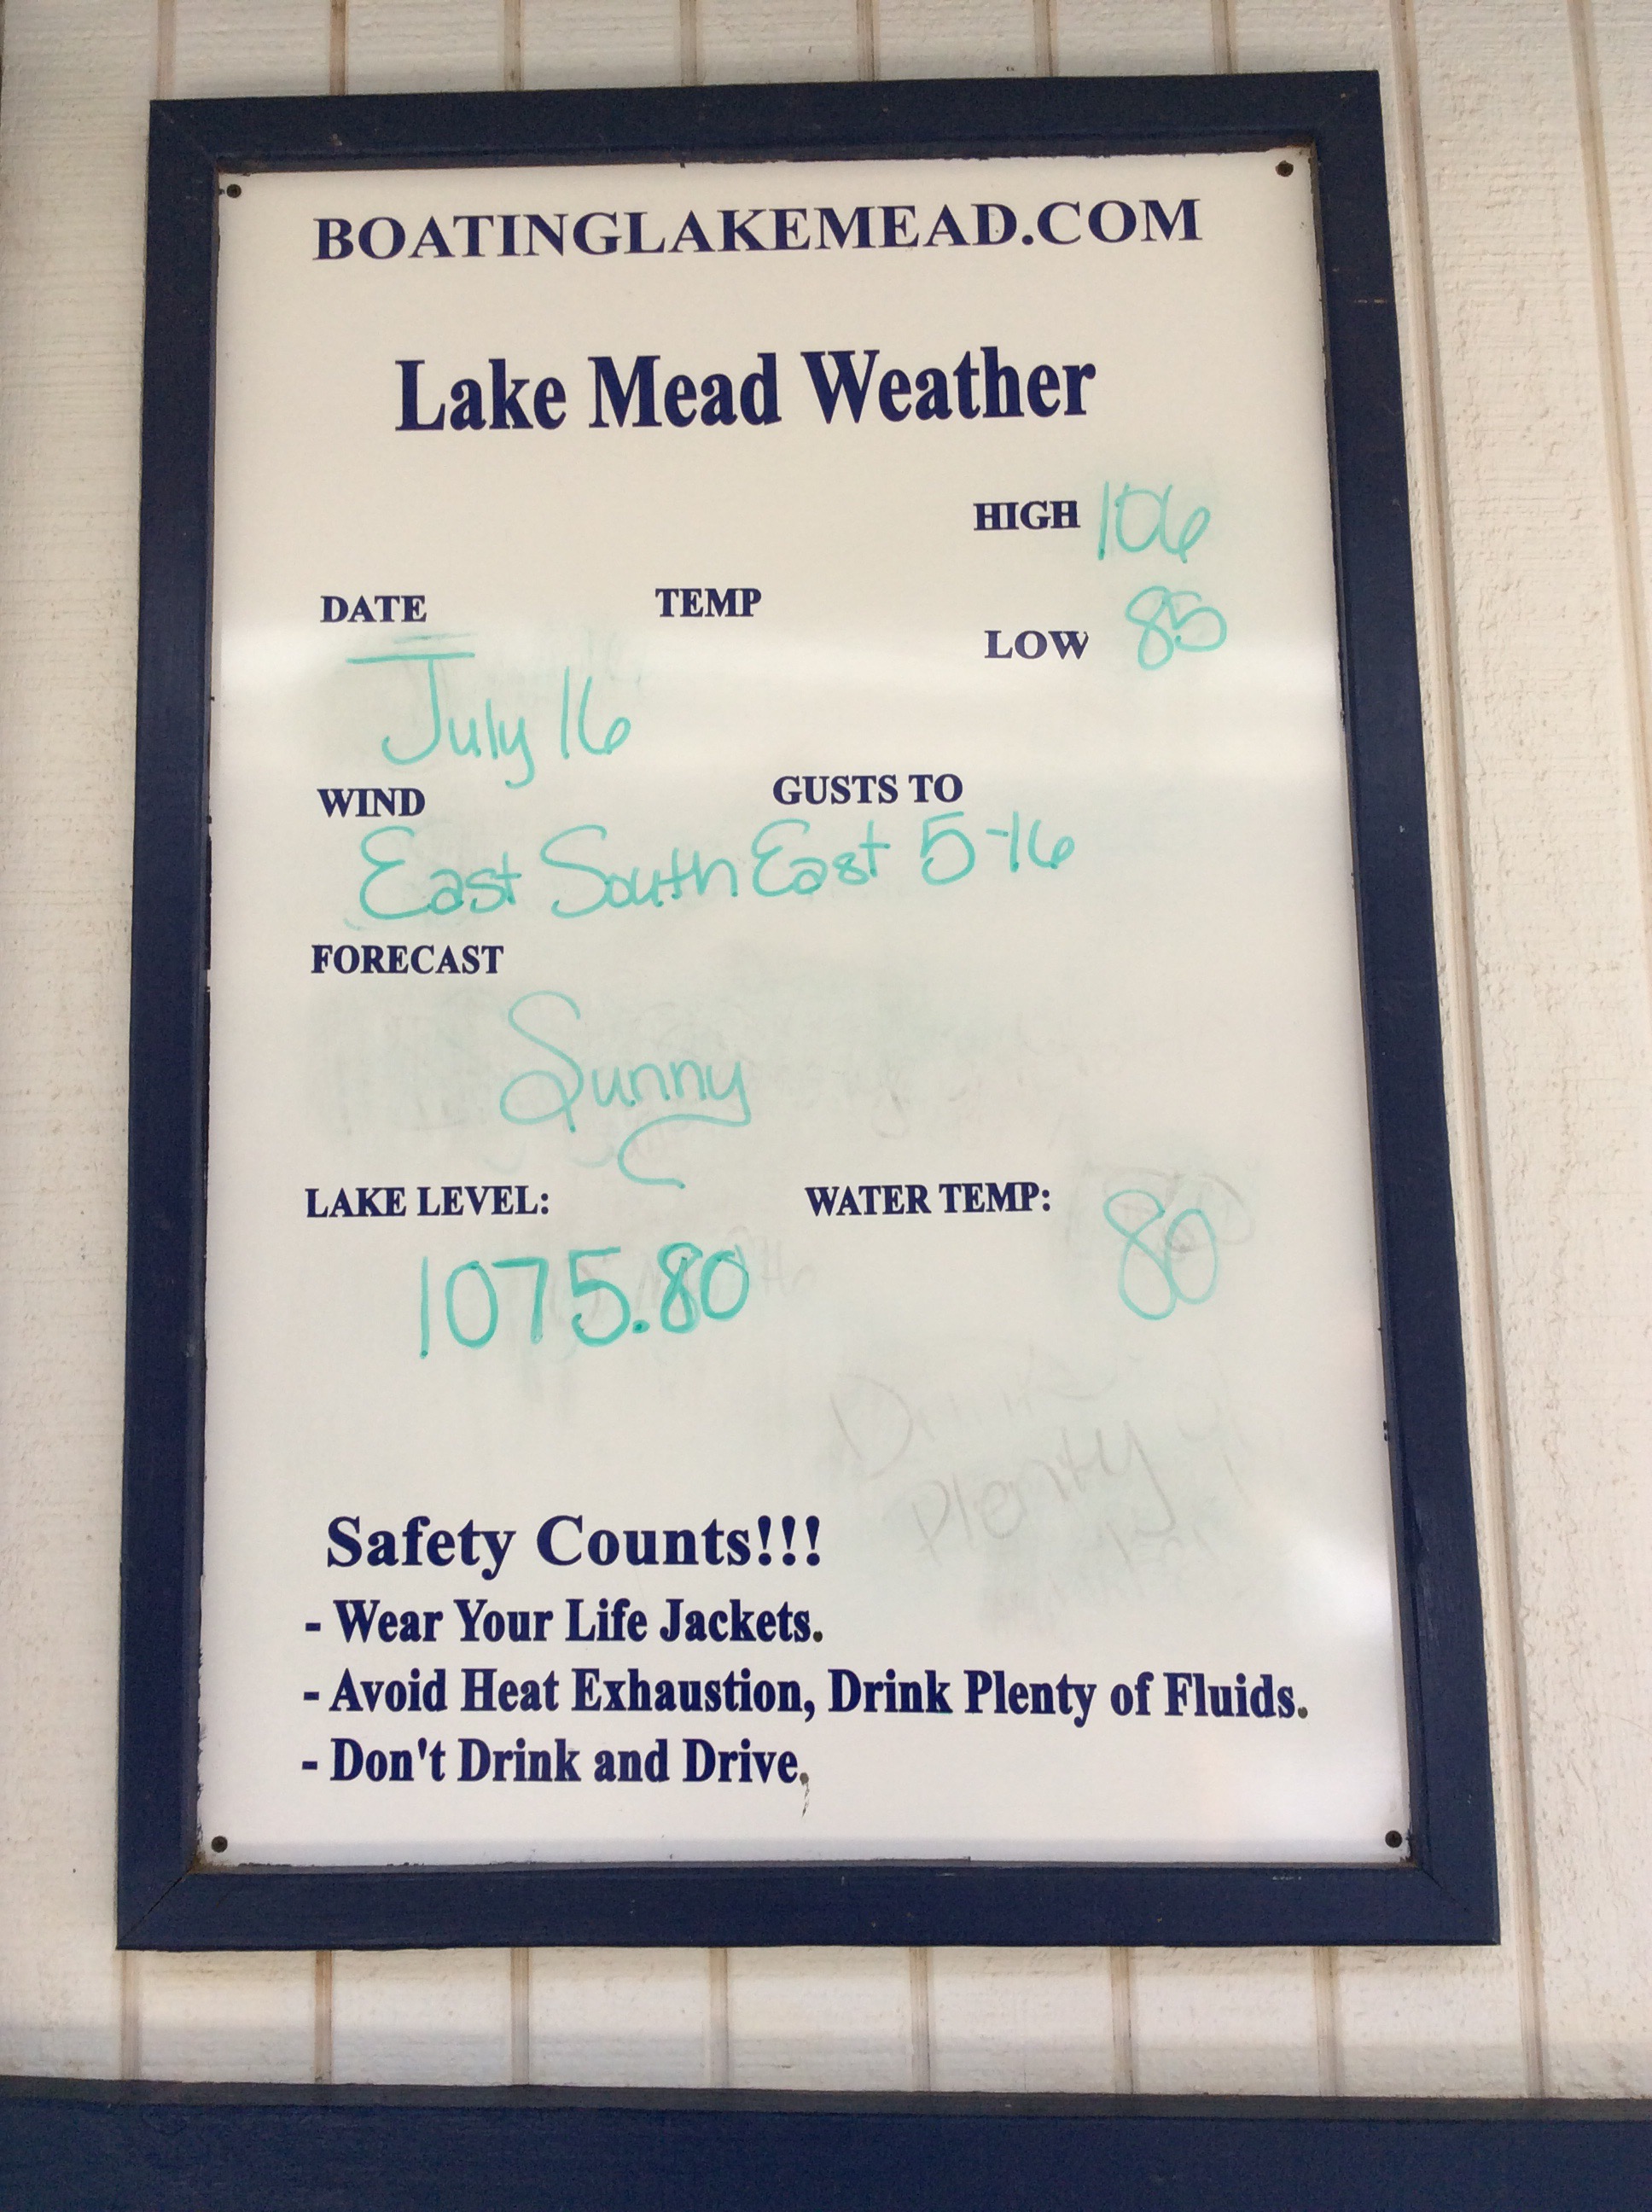 BOATINGLAKEMEAD.COM
Lake Mead Weather
HIGH 106
DATE TEMP
LOW 85
July 16
WIND GUSTS TO
East South East 5-16
FORECAST
Sunny
LAKE LEVEL: WATER TEMP: 80
1075.80
Drink
Plenty
Safety Counts!!!
- Wear Your Life Jackets.
- Avoid Heat Exhaustion, Drink Plenty of Fluids.
- Don't Drink and Drive.